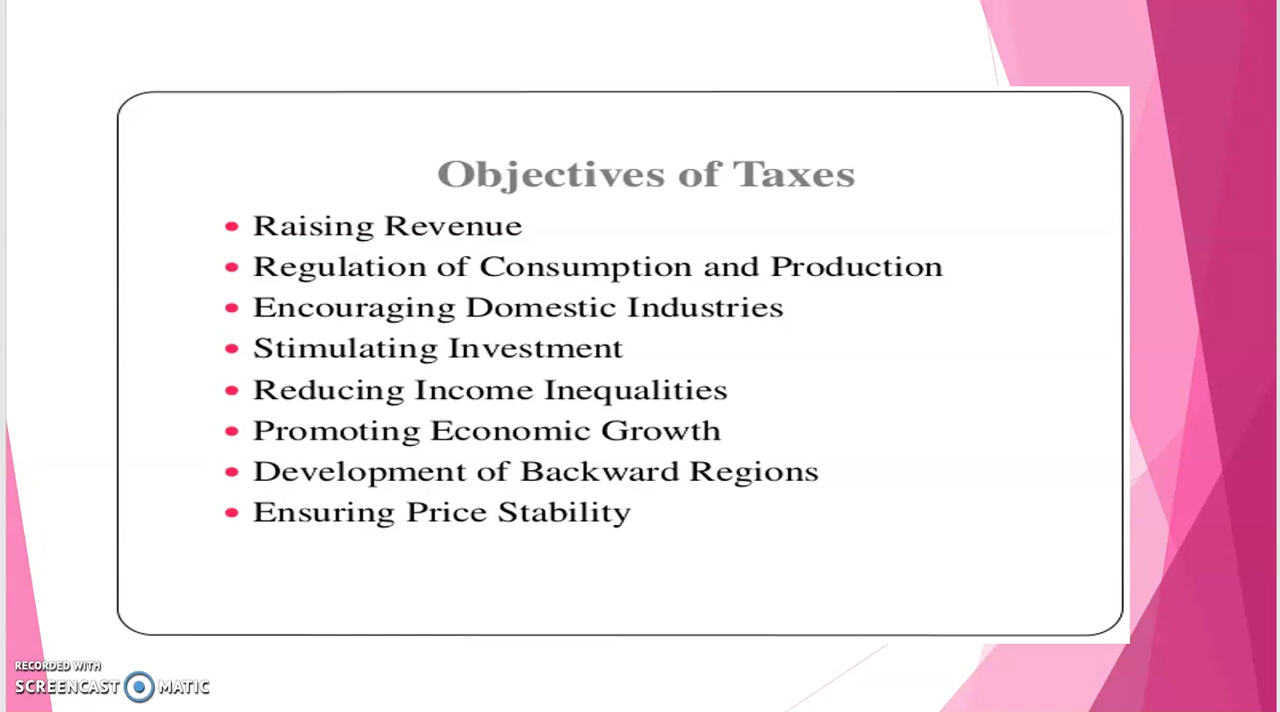 Objectives of Taxes
• Raising Revenue
• Regulation of Consumption and Production
• Encouraging Domestic Industries
• Stimulating Investment
• Reducing Income Inequalities
• Promoting Economic Growth
• Development of Backward Regions
• Ensuring Price Stability
RECORDED WITH
SCREENCAST MATIC